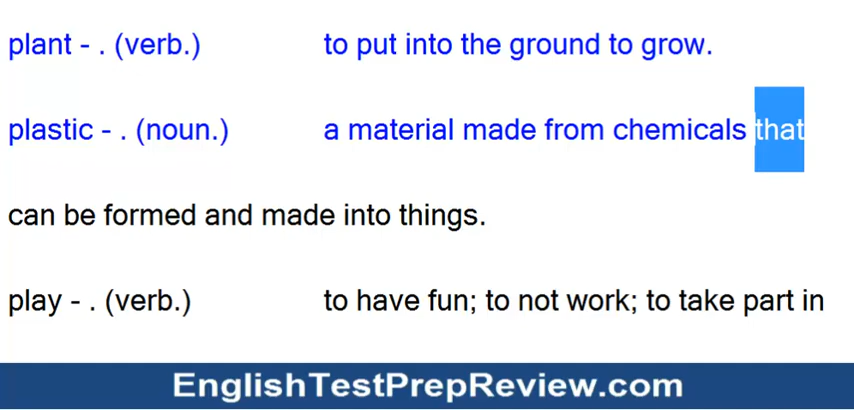 plant - . (verb.) to put into the ground to grow.
plastic - . (noun.) a material made from chemicals that
can be formed and made into things.
play - . (verb.) to have fun; to not work; to take part in
EnglishTestPrepReview.com